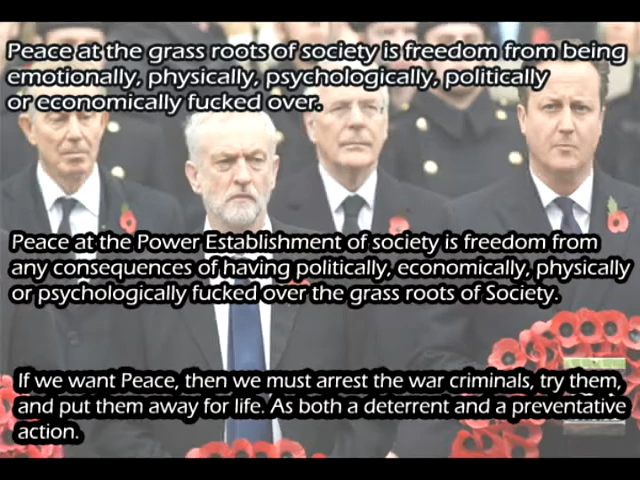 Peace at the grass roots of society is freedom from being
emotionally, physically, psychologically, politically
or economically fucked over.
Peace at the Power Establishment of society is freedom from
any consequences of having politically, economically, physically
or psychologically fucked over the grass roots of Society.
If we want Peace, then we must arrest the war criminals, try them,
and put them away for life. As both a deterrent and a preventative
action.